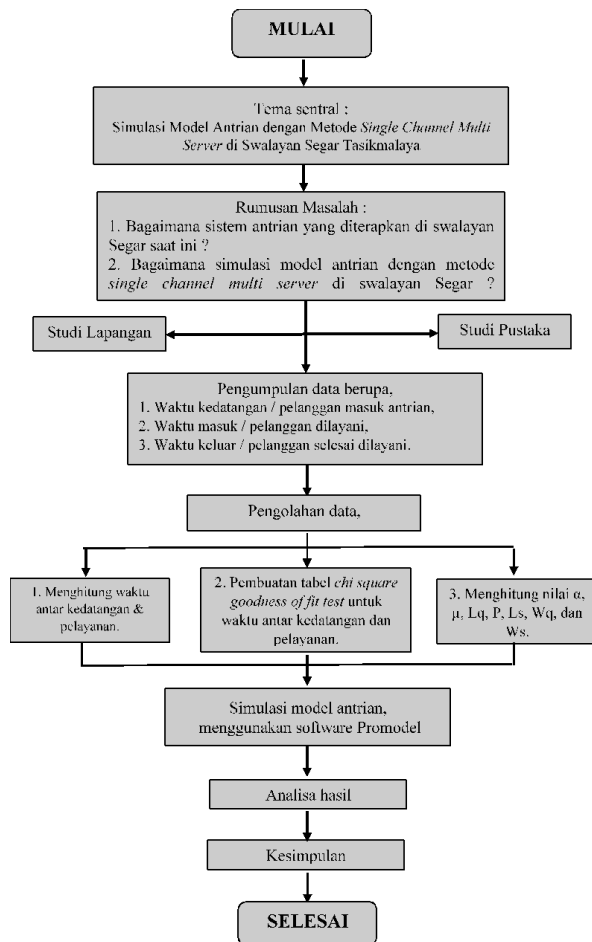 MULAI
Tema sentral :
Simulasi Model Antrian dengan Metode Single Channel Multi
Server di Swalayan Segar Tasikmalaya
Rumusan Masalah :
1. Bagaimana sistem antrian yang diterapkan di swalayan
Segar saat ini ?
2. Bagaimana simulasi model antrian dengan metode
single channel multi server di swalayan Segar ?
Studi Lapangan
Studi Pustaka
Pengumpulan data berupa,
1. Waktu kedatangan / pelanggan masuk antrian,
2. Waktu masuk / pelanggan dilayani,
3. Waktu keluar / pelanggan selesai dilayani.
Pengolahan data,
1. Menghitung waktu
antar kedatangan &
pelayanan.
2. Pembuatan tabel chi square
goodness of fit test untuk
waktu antar kedatangan dan
pelayanan.
3. Menghitung nilai α,
µ, Lq, P, Ls, Wq, dan
Ws.
Simulasi model antrian,
menggunakan software Promodel
Analisa hasil
Kesimpulan
SELESAI